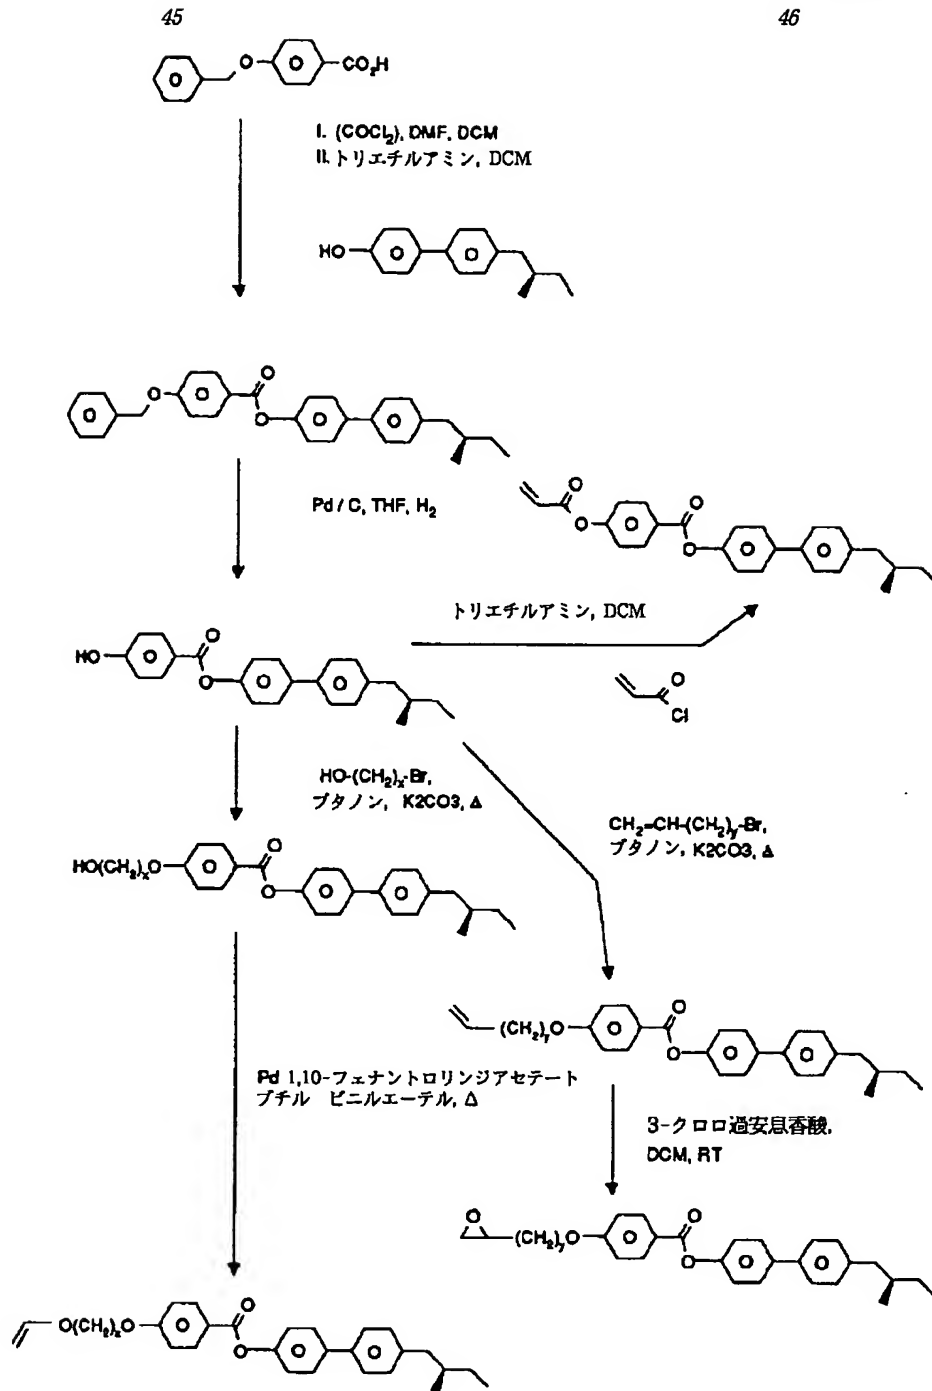 45
46
O
CO₂H
I. (COCl₂), DMF, DCM
II. トリエチルアミン, DCM
HO
O
O
O
Pd / C, THF, H₂
O
O
O
O
トリエチルアミン, DCM
HO
O
O
O
Cl
HO-(CH₂)ₓ-Br,
ブタノン, K2CO3, Δ
CH₂=CH-(CH₂)ᵧ-Br,
ブタノン, K2CO3, Δ
HO(CH₂)ₓO
O
O
(CH₂)ᵧO
O
O
Pd 1,10-フェナントロリンジアセテート
ブチル ビニルエーテル, Δ
3-クロロ過安息香酸,
DCM, RT
O
(CH₂)ᵧO
O
O
O(CH₂)ₓO
O
O